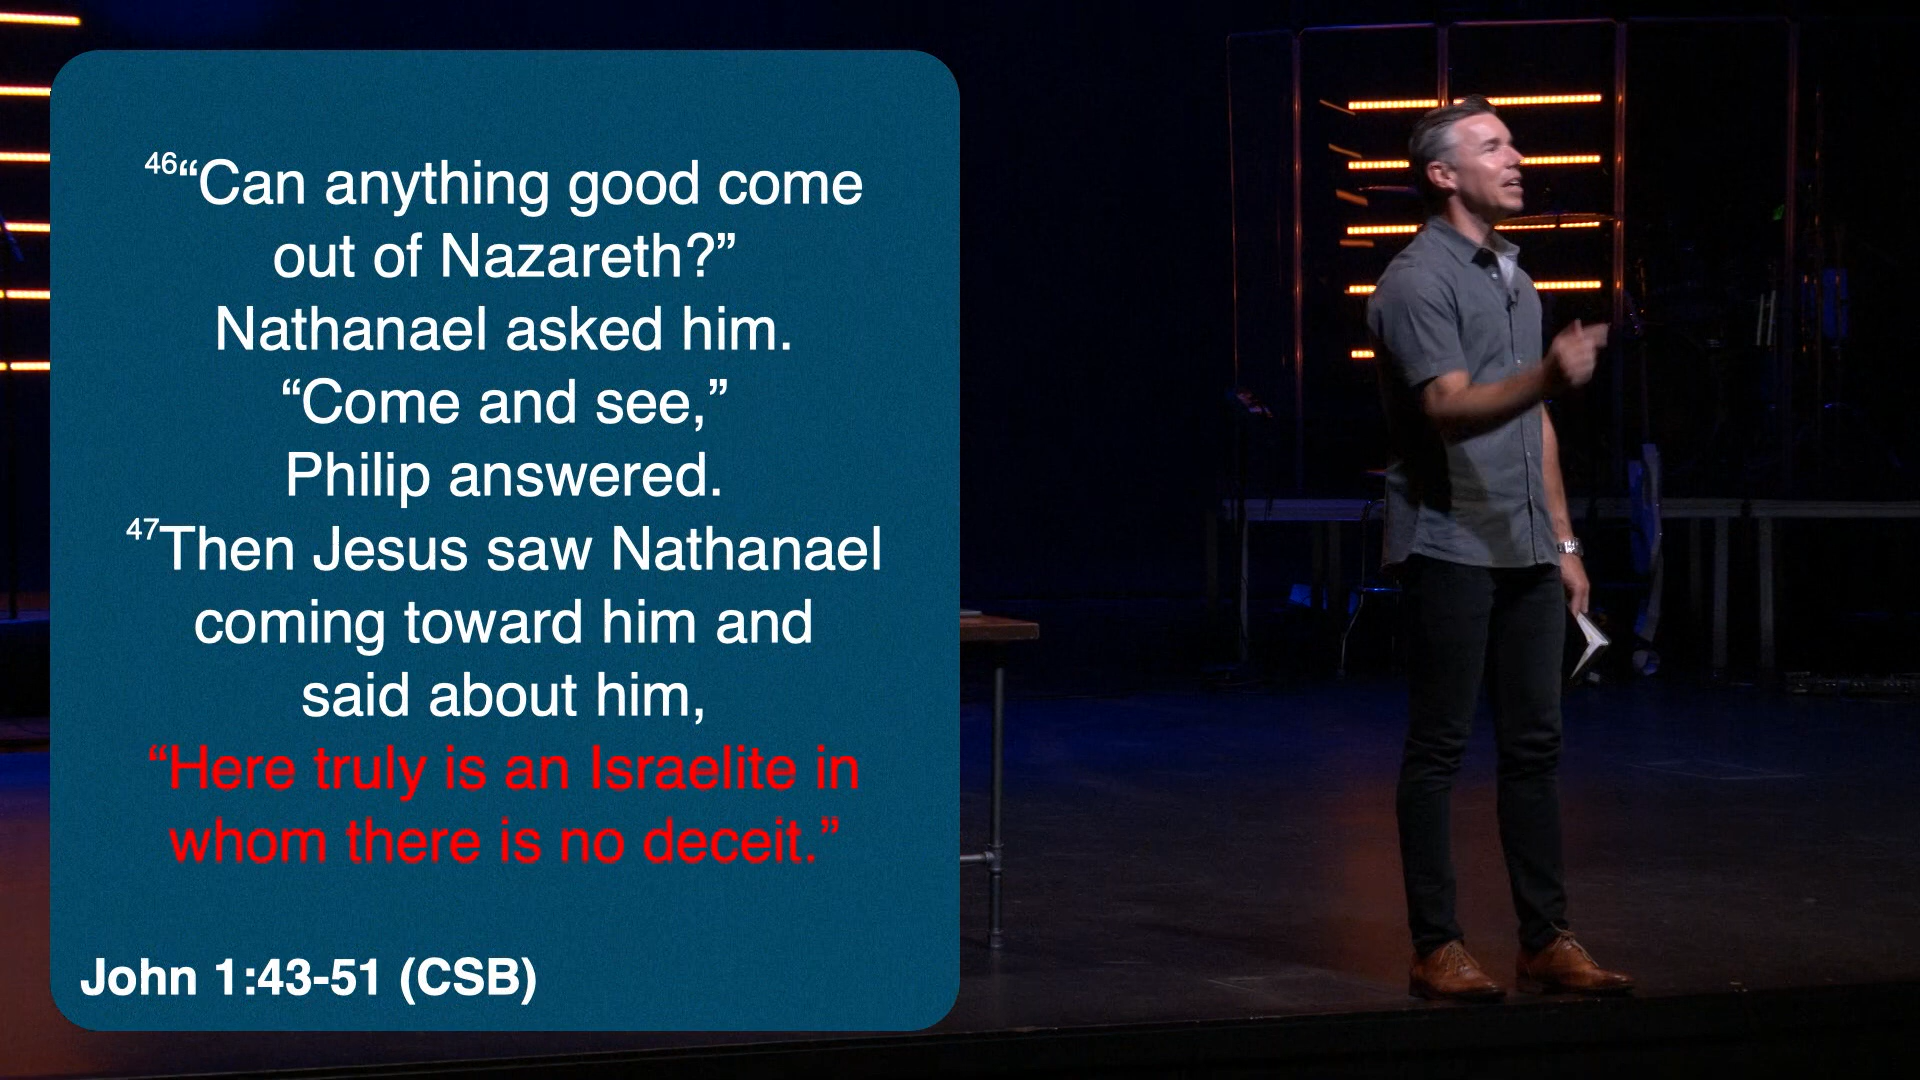 46“Can anything good come
out of Nazareth?”
Nathanael asked him.
“Come and see,”
Philip answered.
47Then Jesus saw Nathanael
coming toward him and
said about him,
“Here truly is an Israelite in
whom there is no deceit.”
John 1:43-51 (CSB)